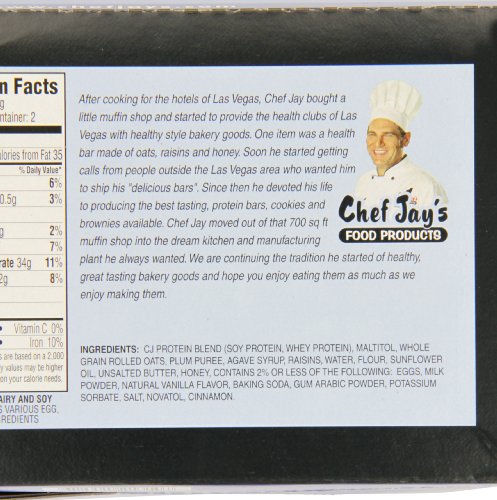 n Facts
g
ontainer: 2
alories from Fat 35
% Daily Value*
6%
0.5g 3%
g 2%
7%
rate 34g 11%
2g 8%
• Vitamin C 0%
• Iron 10%
es are based on a 2,000
ly values may be higher
n your calorie needs.
AIRY AND SOY
S VARIOUS EGG,
REDIENTS
After cooking for the hotels of Las Vegas, Chef Jay bought a
little muffin shop and started to provide the health clubs of Las
Vegas with healthy style bakery goods. One item was a health
bar made of oats, raisins and honey. Soon he started getting
calls from people outside the Las Vegas area who wanted him
to ship his "delicious bars". Since then he devoted his life
to producing the best tasting, protein bars, cookies and
brownies available. Chef Jay moved out of that 700 sq ft
muffin shop into the dream kitchen and manufacturing
plant he always wanted. We are continuing the tradition he started of healthy,
great tasting bakery goods and hope you enjoy eating them as much as we
enjoy making them.
Chef Jay's
FOOD PRODUCTS
INGREDIENTS: CJ PROTEIN BLEND (SOY PROTEIN, WHEY PROTEIN), MALTITOL, WHOLE
GRAIN ROLLED OATS. PLUM PUREE, AGAVE SYRUP, RAISINS, WATER, FLOUR, SUNFLOWER
OIL, UNSALTED BUTTER, HONEY, CONTAINS 2% OR LESS OF THE FOLLOWING: EGGS, MILK
POWDER, NATURAL VANILLA FLAVOR, BAKING SODA, GUM ARABIC POWDER, POTASSIUM
SORBATE, SALT, NOVATOL, CINNAMON.